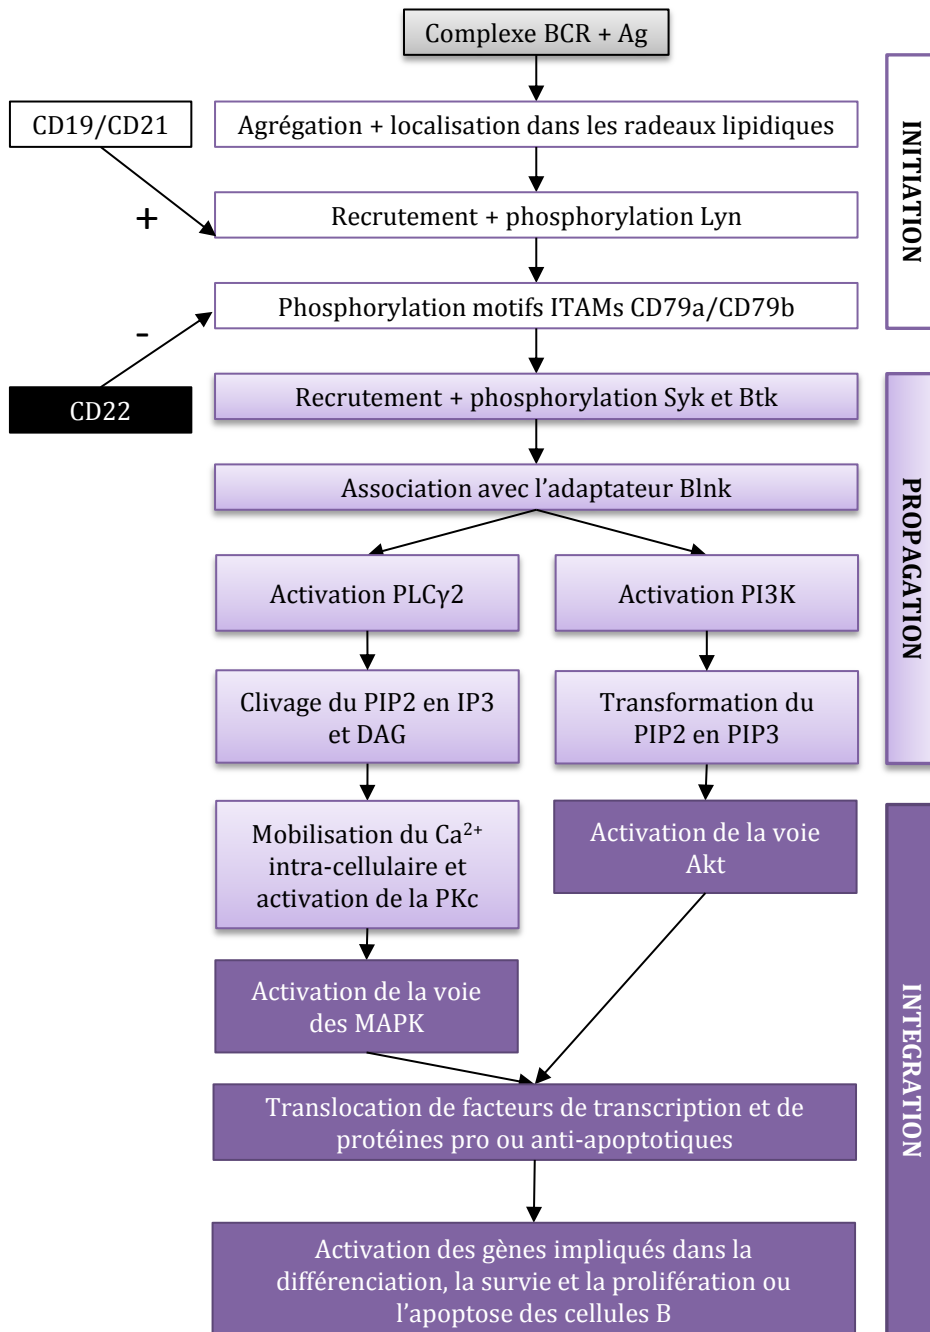 Complexe BCR + Ag
CD19/CD21
Agrégation + localisation dans les radeaux lipidiques
INITIATION
+
Recrutement + phosphorylation Lyn
Phosphorylation motifs ITAMs CD79a/CD79b
-
CD22
Recrutement + phosphorylation Syk et Btk
Association avec l’adaptateur Blnk
PROPAGATION
Activation PLCγ2
Activation PI3K
Clivage du PIP2 en IP3
et DAG
Transformation du
PIP2 en PIP3
Mobilisation du Ca²⁺
intra-cellulaire et
activation de la PKc
Activation de la voie
Akt
INTEGRATION
Activation de la voie
des MAPK
Translocation de facteurs de transcription et de
protéines pro ou anti-apoptotiques
Activation des gènes impliqués dans la
différenciation, la survie et la prolifération ou
l’apoptose des cellules B